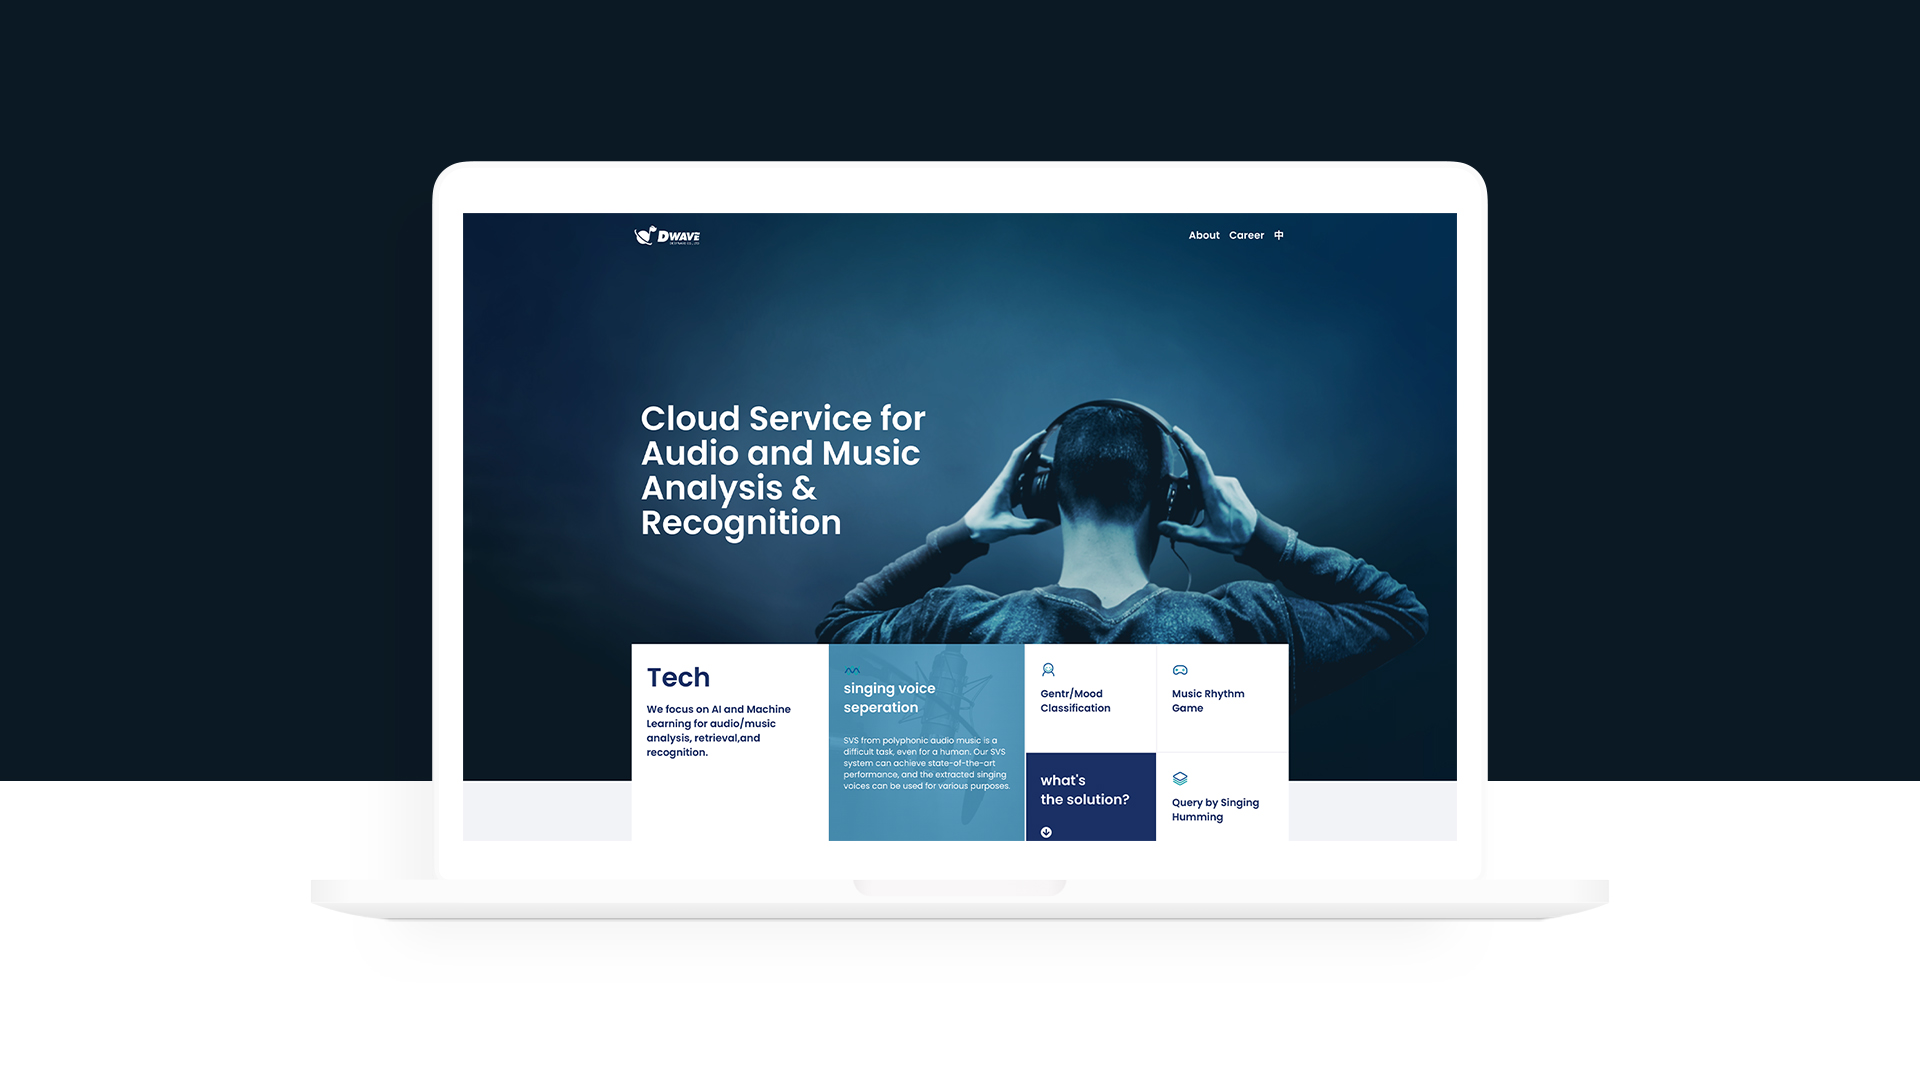 DWAVE
About Career 中
Cloud Service for
Audio and Music
Analysis &
Recognition
Tech
We focus on AI and Machine
Learning for audio/music
analysis, retrieval,and
recognition.
singing voice
seperation
SVS from polyphonic audio music is a
difficult task, even for a human. Our SVS
system can achieve state-of-the-art
performance, and the extracted singing
voices can be used for various purposes.
Gentr/Mood
Classification
Music Rhythm
Game
what's
the solution?
Query by Singing
Humming